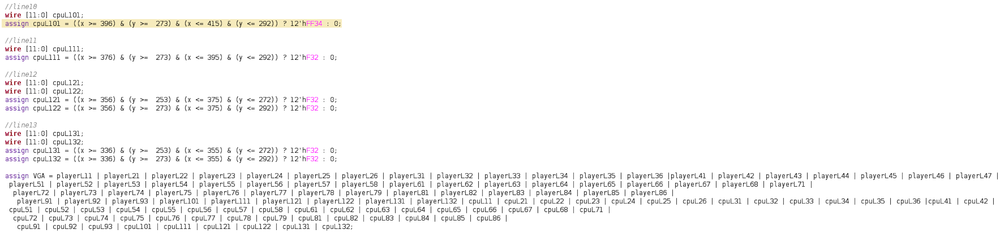 //line10
wire [11:0] cpuL101;
assign cpuL101 = ((x >= 396) & (y >=  273) & (x <= 415) & (y <= 292)) ? 12'hFF34 : 0;

//line11
wire [11:0] cpuL111;
assign cpuL111 = ((x >= 376) & (y >=  273) & (x <= 395) & (y <= 292)) ? 12'hF32 : 0;

//line12
wire [11:0] cpuL121;
wire [11:0] cpuL122;
assign cpuL121 = ((x >= 356) & (y >=  253) & (x <= 375) & (y <= 272)) ? 12'hF32 : 0;
assign cpuL122 = ((x >= 356) & (y >=  273) & (x <= 375) & (y <= 292)) ? 12'hF32 : 0;

//line13
wire [11:0] cpuL131;
wire [11:0] cpuL132;
assign cpuL131 = ((x >= 336) & (y >=  253) & (x <= 355) & (y <= 272)) ? 12'hF32 : 0;
assign cpuL132 = ((x >= 336) & (y >=  273) & (x <= 355) & (y <= 292)) ? 12'hF32 : 0;

assign VGA = playerL11 | playerL21 | playerL22 | playerL23 | playerL24 | playerL25 | playerL26 | playerL31 | playerL32 | playerL33 | playerL34 | playerL35 | playerL36 |playerL41 | playerL42 | playerL43 | playerL44 | playerL45 | playerL46 | playerL47 |
 playerL51 | playerL52 | playerL53 | playerL54 | playerL55 | playerL56 | playerL57 | playerL58 | playerL61 | playerL62 | playerL63 | playerL64 | playerL65 | playerL66 | playerL67 | playerL68 | playerL71 |
  playerL72 | playerL73 | playerL74 | playerL75 | playerL76 | playerL77 | playerL78 | playerL79 | playerL81 | playerL82 | playerL83 | playerL84 | playerL85 | playerL86 |
   playerL91 | playerL92 | playerL93 | playerL101 | playerL111 | playerL121 | playerL122 | playerL131 | playerL132 | cpuL11 | cpuL21 | cpuL22 | cpuL23 | cpuL24 | cpuL25 | cpuL26 | cpuL31 | cpuL32 | cpuL33 | cpuL34 | cpuL35 | cpuL36 |cpuL41 | cpuL42 |
 cpuL51 | cpuL52 | cpuL53 | cpuL54 | cpuL55 | cpuL56 | cpuL57 | cpuL58 | cpuL61 | cpuL62 | cpuL63 | cpuL64 | cpuL65 | cpuL66 | cpuL67 | cpuL68 | cpuL71 |
  cpuL72 | cpuL73 | cpuL74 | cpuL75 | cpuL76 | cpuL77 | cpuL78 | cpuL79 | cpuL81 | cpuL82 | cpuL83 | cpuL84 | cpuL85 | cpuL86 |
   cpuL91 | cpuL92 | cpuL93 | cpuL101 | cpuL111 | cpuL121 | cpuL122 | cpuL131 | cpuL132;